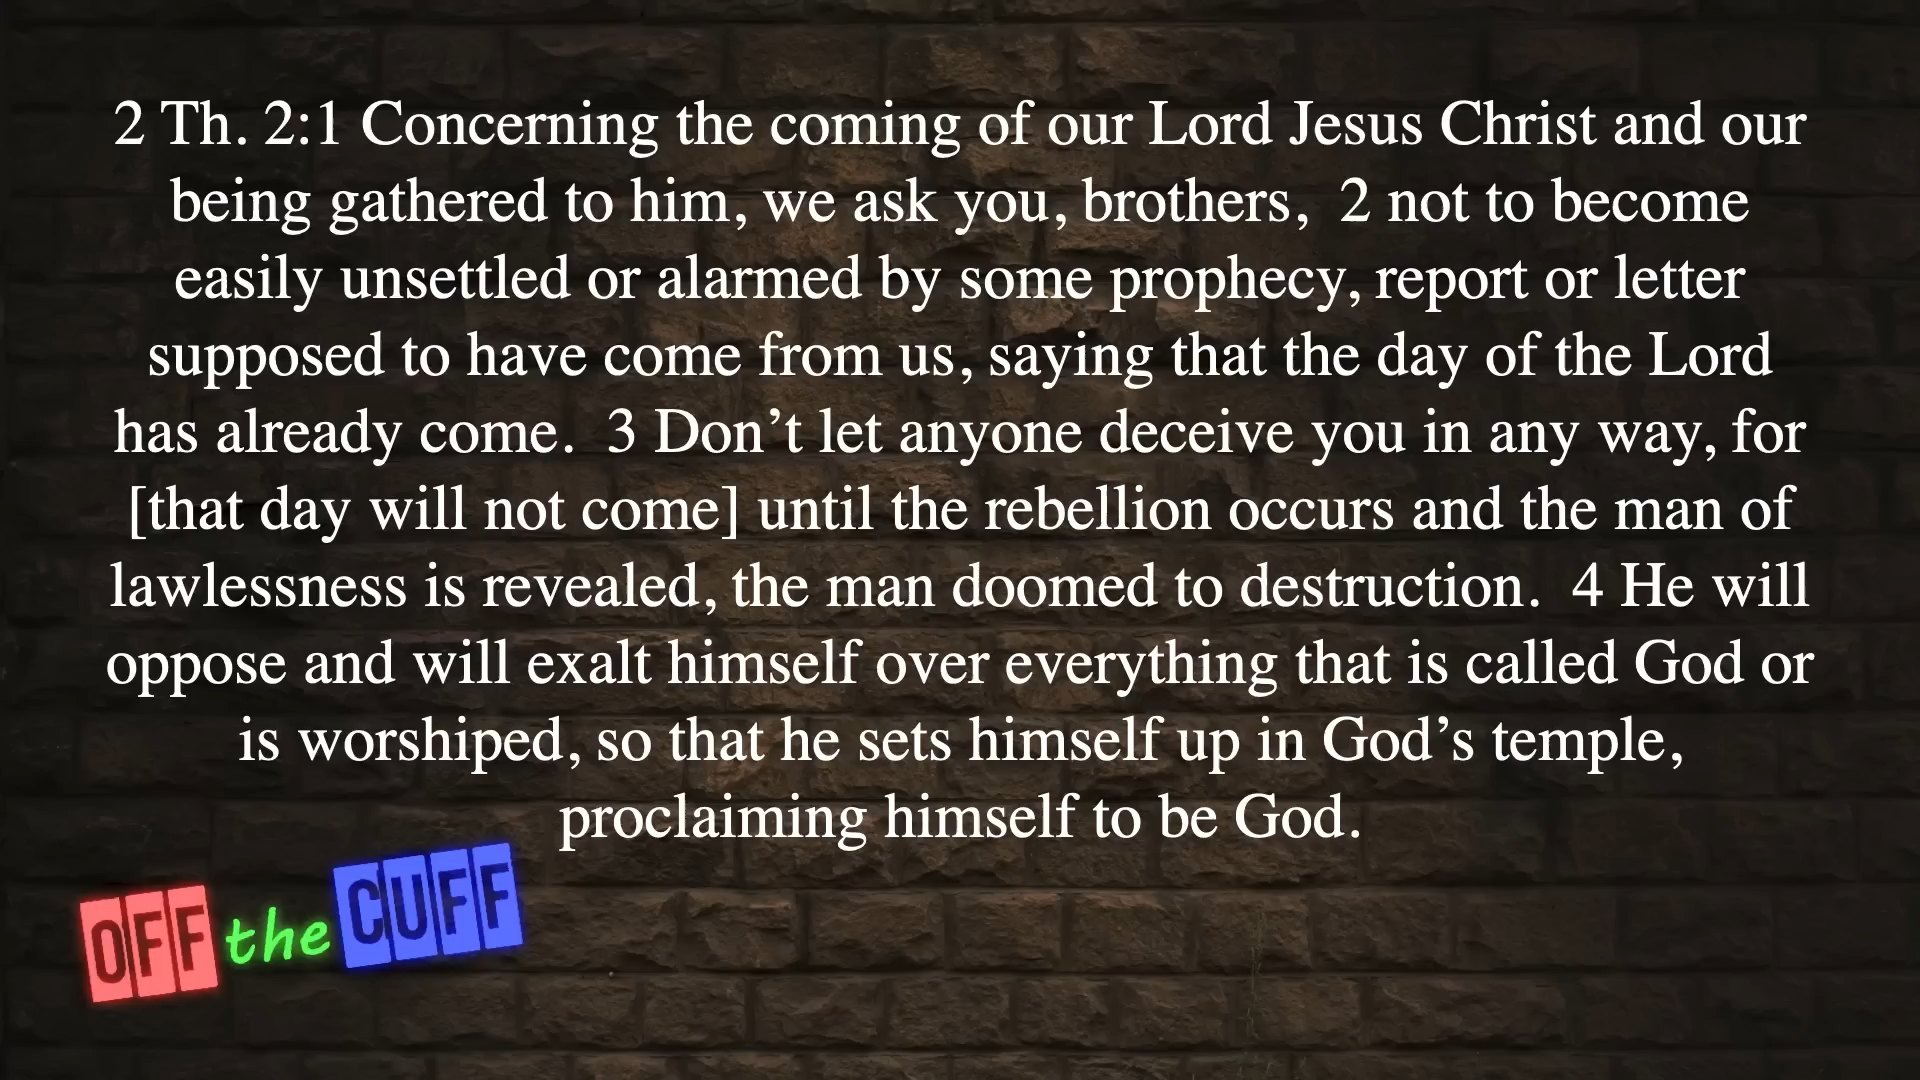 2 Th. 2:1 Concerning the coming of our Lord Jesus Christ and our
being gathered to him, we ask you, brothers,  2 not to become
easily unsettled or alarmed by some prophecy, report or letter
supposed to have come from us, saying that the day of the Lord
has already come.  3 Don’t let anyone deceive you in any way, for
[that day will not come] until the rebellion occurs and the man of
lawlessness is revealed, the man doomed to destruction.  4 He will
oppose and will exalt himself over everything that is called God or
is worshiped, so that he sets himself up in God’s temple,
proclaiming himself to be God.
OFF the CUFF